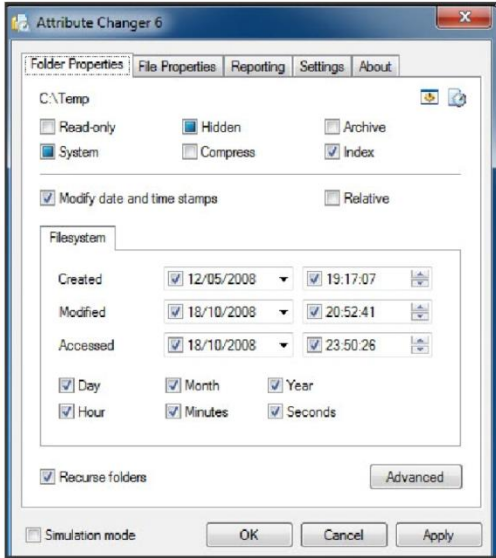 Attribute Changer 6
Folder Properties File Properties Reporting Settings About
C:\Temp
Read-only Hidden Archive
System Compress Index
Modify date and time stamps Relative
Filesystem
Created 12/05/2008 19:17:07
Modified 18/10/2008 20:52:41
Accessed 18/10/2008 23:50:26
Day Month Year
Hour Minutes Seconds
Recurse folders Advanced
Simulation mode OK Cancel Apply